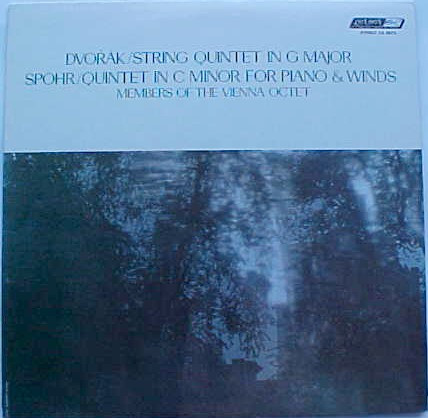 DVOŘÁK/STRING QUINTET IN G MAJOR
SPOHR/QUINTET IN C MINOR FOR PIANO & WINDS
MEMBERS OF THE VIENNA OCTET